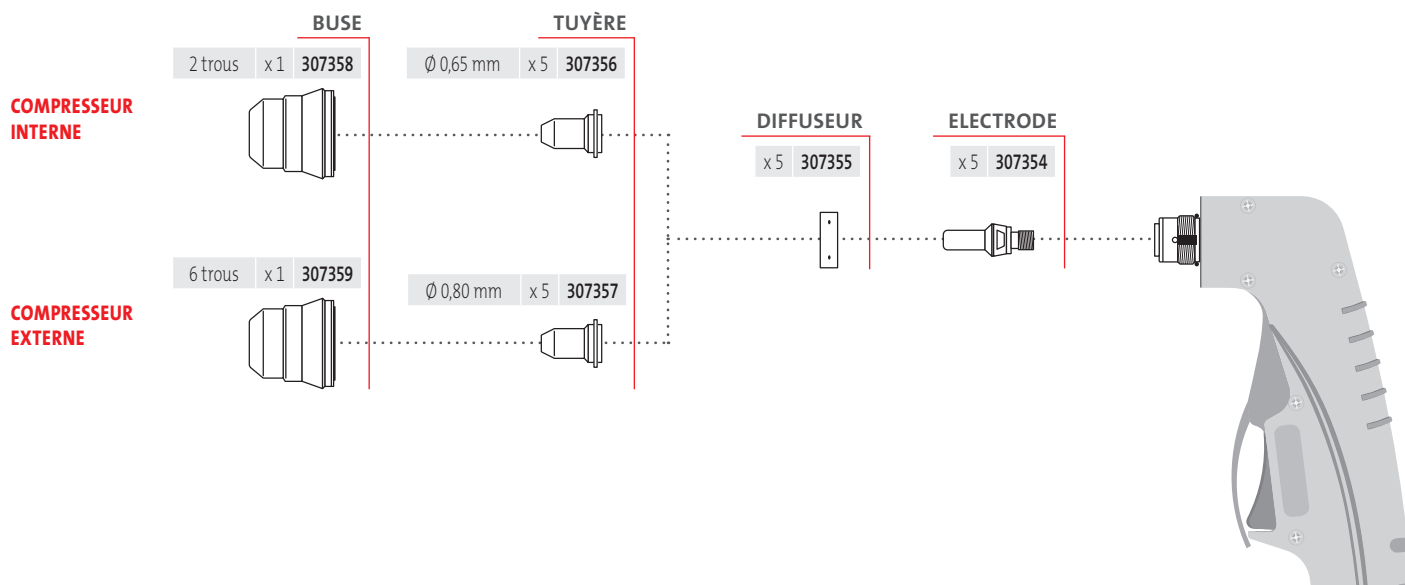 BUSE
TUYÈRE
2 trous x 1 307358
Ø 0,65 mm x 5 307356
COMPRESSEUR
INTERNE
DIFFUSEUR
ELECTRODE
x 5 307355
x 5 307354
6 trous x 1 307359
Ø 0,80 mm x 5 307357
COMPRESSEUR
EXTERNE